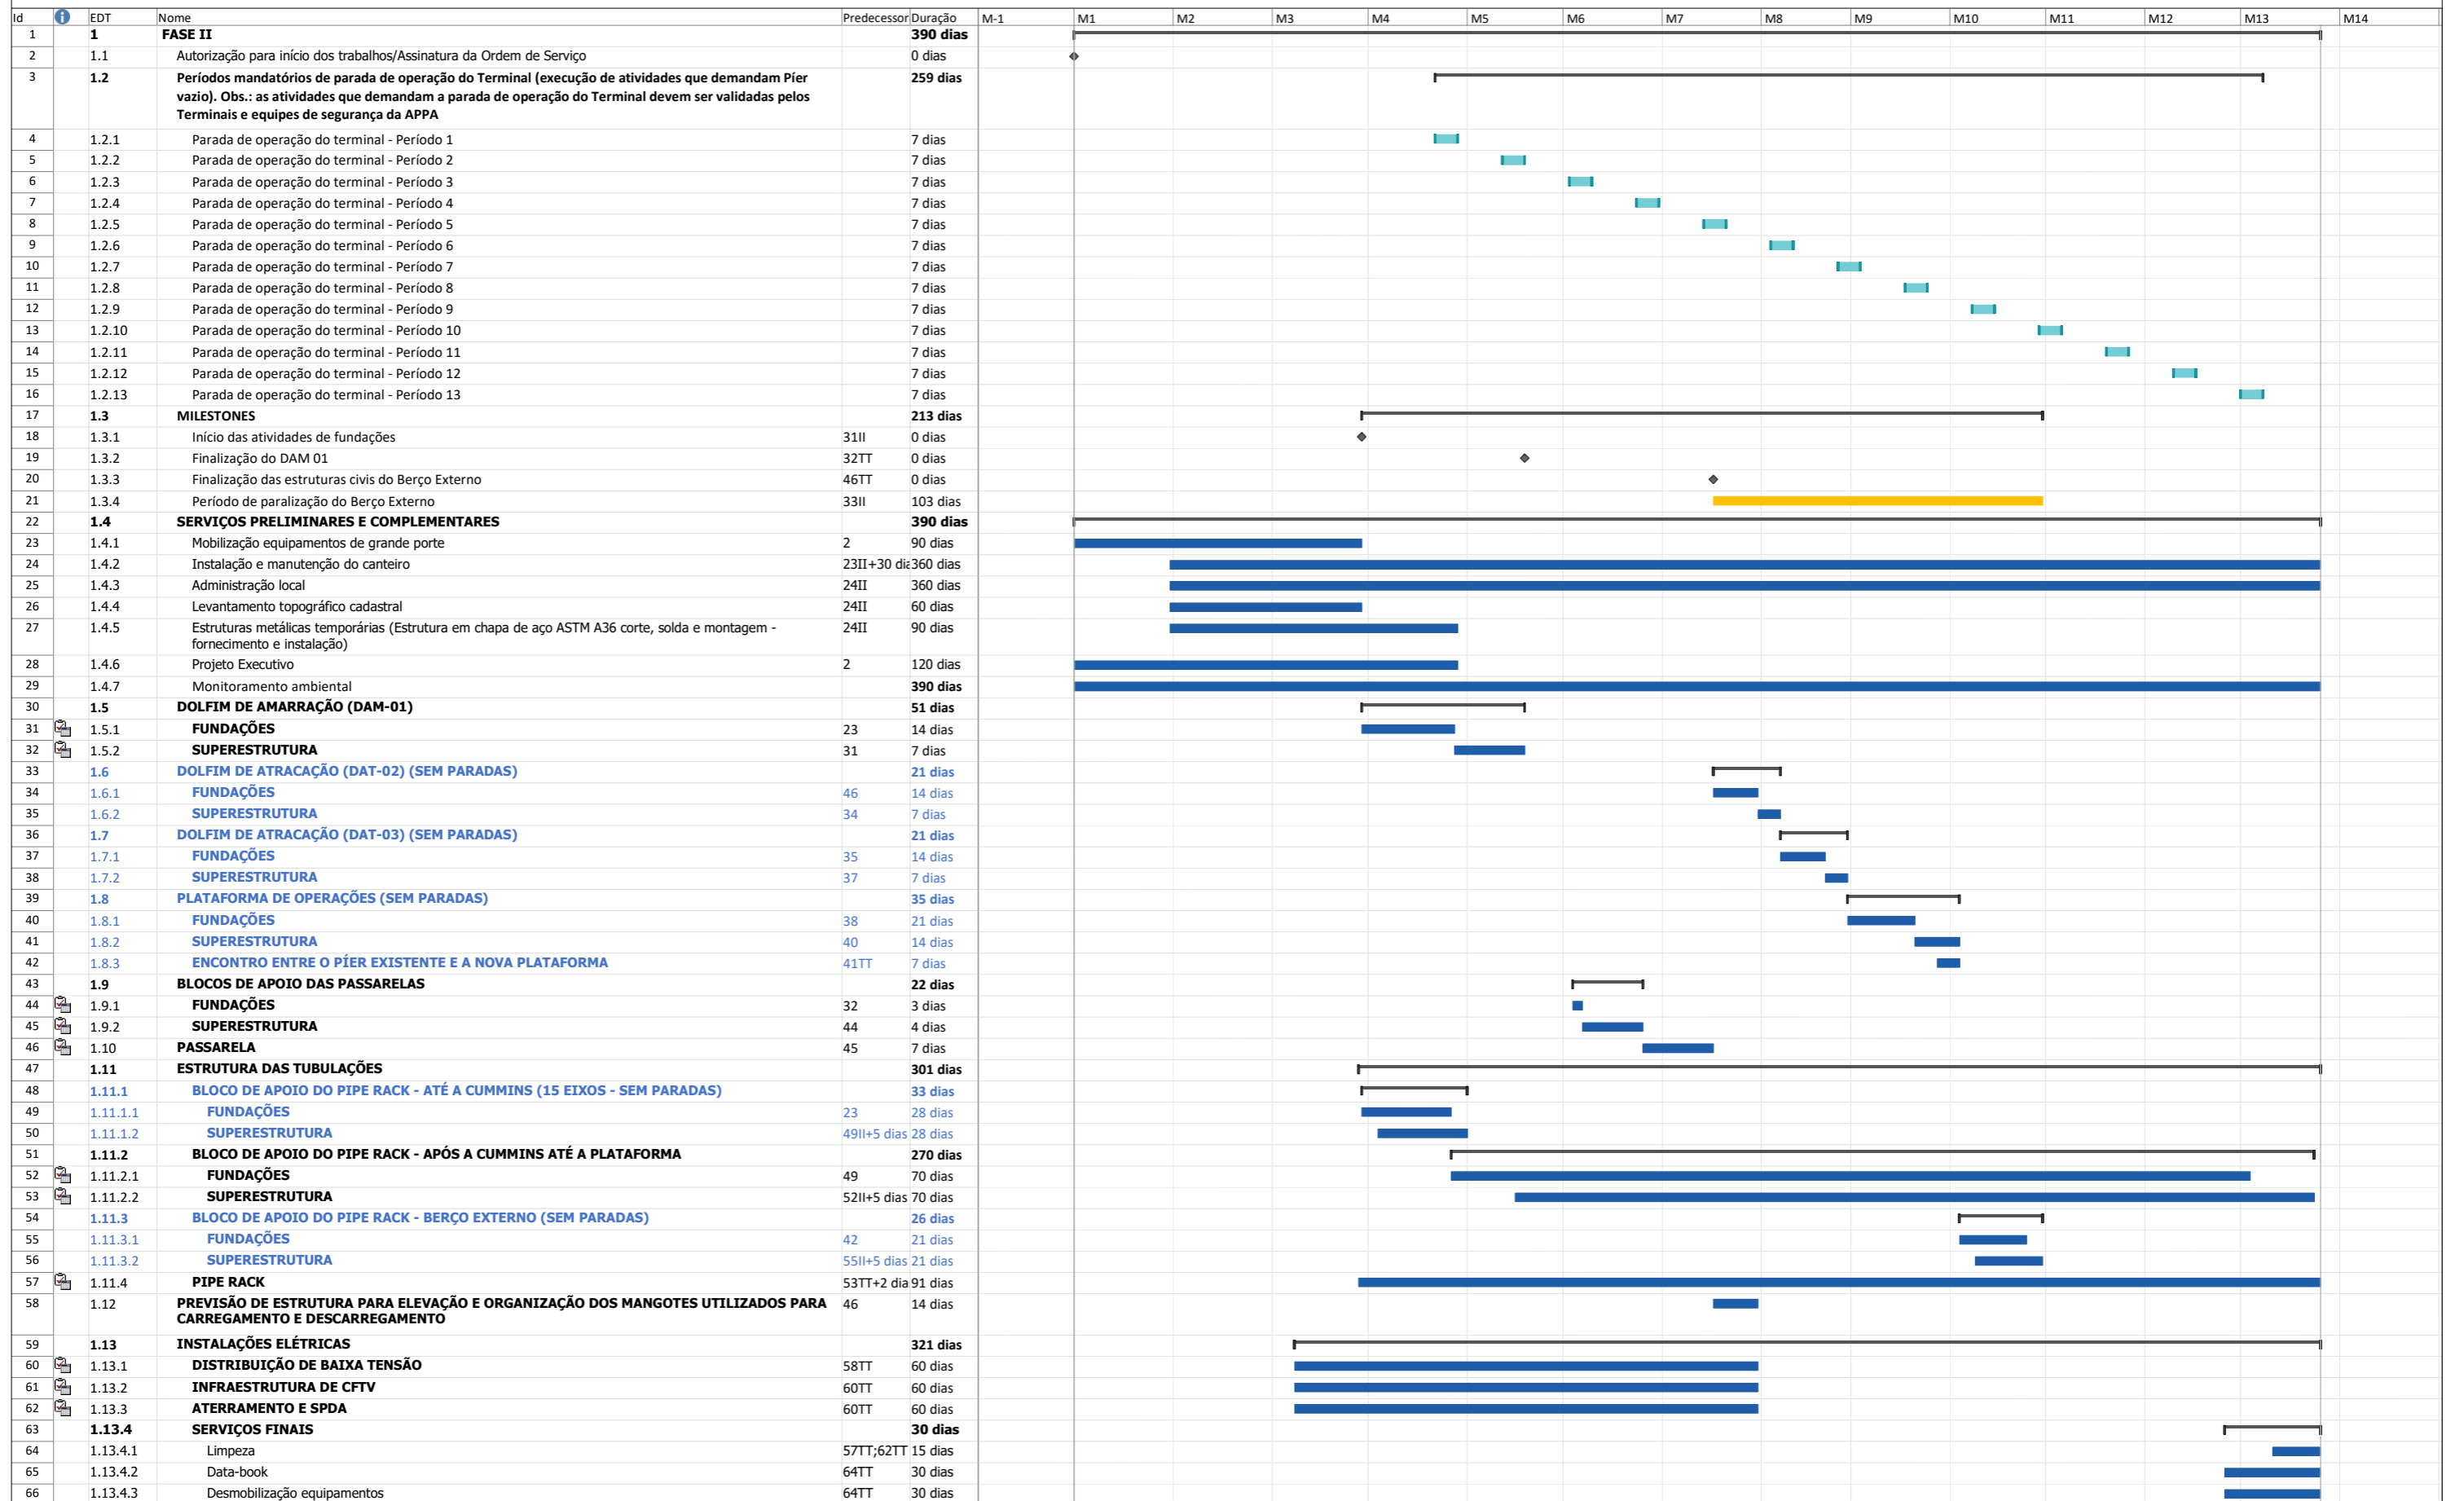 Id EDT Nome Predecessor Duração M-1 M1 M2 M3 M4 M5 M6 M7 M8 M9 M10 M11 M12 M13 M14
1 1 FASE II 390 dias
2 1.1 Autorização para início dos trabalhos/Assinatura da Ordem de Serviço 0 dias
3 1.2 Períodos mandatórios de parada de operação do Terminal (execução de atividades que demandam Píer 259 dias
vazio). Obs.: as atividades que demandam a parada de operação do Terminal devem ser validadas pelos
Terminais e equipes de segurança da APPA
4 1.2.1 Parada de operação do terminal - Período 1 7 dias
5 1.2.2 Parada de operação do terminal - Período 2 7 dias
6 1.2.3 Parada de operação do terminal - Período 3 7 dias
7 1.2.4 Parada de operação do terminal - Período 4 7 dias
8 1.2.5 Parada de operação do terminal - Período 5 7 dias
9 1.2.6 Parada de operação do terminal - Período 6 7 dias
10 1.2.7 Parada de operação do terminal - Período 7 7 dias
11 1.2.8 Parada de operação do terminal - Período 8 7 dias
12 1.2.9 Parada de operação do terminal - Período 9 7 dias
13 1.2.10 Parada de operação do terminal - Período 10 7 dias
14 1.2.11 Parada de operação do terminal - Período 11 7 dias
15 1.2.12 Parada de operação do terminal - Período 12 7 dias
16 1.2.13 Parada de operação do terminal - Período 13 7 dias
17 1.3 MILESTONES 213 dias
18 1.3.1 Início das atividades de fundações 31II 0 dias
19 1.3.2 Finalização do DAM 01 32TT 0 dias
20 1.3.3 Finalização das estruturas civis do Berço Externo 46TT 0 dias
21 1.3.4 Período de paralização do Berço Externo 33II 103 dias
22 1.4 SERVIÇOS PRELIMINARES E COMPLEMENTARES 390 dias
23 1.4.1 Mobilização equipamentos de grande porte 2 90 dias
24 1.4.2 Instalação e manutenção do canteiro 23II+30 dia 360 dias
25 1.4.3 Administração local 24II 360 dias
26 1.4.4 Levantamento topográfico cadastral 24II 60 dias
27 1.4.5 Estruturas metálicas temporárias (Estrutura em chapa de aço ASTM A36 corte, solda e montagem - 24II 90 dias
fornecimento e instalação)
28 1.4.6 Projeto Executivo 2 120 dias
29 1.4.7 Monitoramento ambiental 390 dias
30 1.5 DOLFIM DE AMARRAÇÃO (DAM-01) 51 dias
31 1.5.1 FUNDAÇÕES 23 14 dias
32 1.5.2 SUPERESTRUTURA 31 7 dias
33 1.6 DOLFIM DE ATRACAÇÃO (DAT-02) (SEM PARADAS) 21 dias
34 1.6.1 FUNDAÇÕES 46 14 dias
35 1.6.2 SUPERESTRUTURA 34 7 dias
36 1.7 DOLFIM DE ATRACAÇÃO (DAT-03) (SEM PARADAS) 21 dias
37 1.7.1 FUNDAÇÕES 35 14 dias
38 1.7.2 SUPERESTRUTURA 37 7 dias
39 1.8 PLATAFORMA DE OPERAÇÕES (SEM PARADAS) 35 dias
40 1.8.1 FUNDAÇÕES 38 21 dias
41 1.8.2 SUPERESTRUTURA 40 14 dias
42 1.8.3 ENCONTRO ENTRE O PÍER EXISTENTE E A NOVA PLATAFORMA 41TT 7 dias
43 1.9 BLOCOS DE APOIO DAS PASSARELAS 22 dias
44 1.9.1 FUNDAÇÕES 32 3 dias
45 1.9.2 SUPERESTRUTURA 44 4 dias
46 1.10 PASSARELA 45 7 dias
47 1.11 ESTRUTURA DAS TUBULAÇÕES 301 dias
48 1.11.1 BLOCO DE APOIO DO PIPE RACK - ATÉ A CUMMINS (15 EIXOS - SEM PARADAS) 33 dias
49 1.11.1.1 FUNDAÇÕES 23 28 dias
50 1.11.1.2 SUPERESTRUTURA 49II+5 dias 28 dias
51 1.11.2 BLOCO DE APOIO DO PIPE RACK - APÓS A CUMMINS ATÉ A PLATAFORMA 270 dias
52 1.11.2.1 FUNDAÇÕES 49 70 dias
53 1.11.2.2 SUPERESTRUTURA 52II+5 dias 70 dias
54 1.11.3 BLOCO DE APOIO DO PIPE RACK - BERÇO EXTERNO (SEM PARADAS) 26 dias
55 1.11.3.1 FUNDAÇÕES 42 21 dias
56 1.11.3.2 SUPERESTRUTURA 55II+5 dias 21 dias
57 1.11.4 PIPE RACK 53TT+2 dia 91 dias
58 1.12 PREVISÃO DE ESTRUTURA PARA ELEVAÇÃO E ORGANIZAÇÃO DOS MANGOTES UTILIZADOS PARA 46 14 dias
CARREGAMENTO E DESCARREGAMENTO
59 1.13 INSTALAÇÕES ELÉTRICAS 321 dias
60 1.13.1 DISTRIBUIÇÃO DE BAIXA TENSÃO 58TT 60 dias
61 1.13.2 INFRAESTRUTURA DE CFTV 60TT 60 dias
62 1.13.3 ATERRAMENTO E SPDA 60TT 60 dias
63 1.13.4 SERVIÇOS FINAIS 30 dias
64 1.13.4.1 Limpeza 57TT;62TT 15 dias
65 1.13.4.2 Data-book 64TT 30 dias
66 1.13.4.3 Desmobilização equipamentos 64TT 30 dias